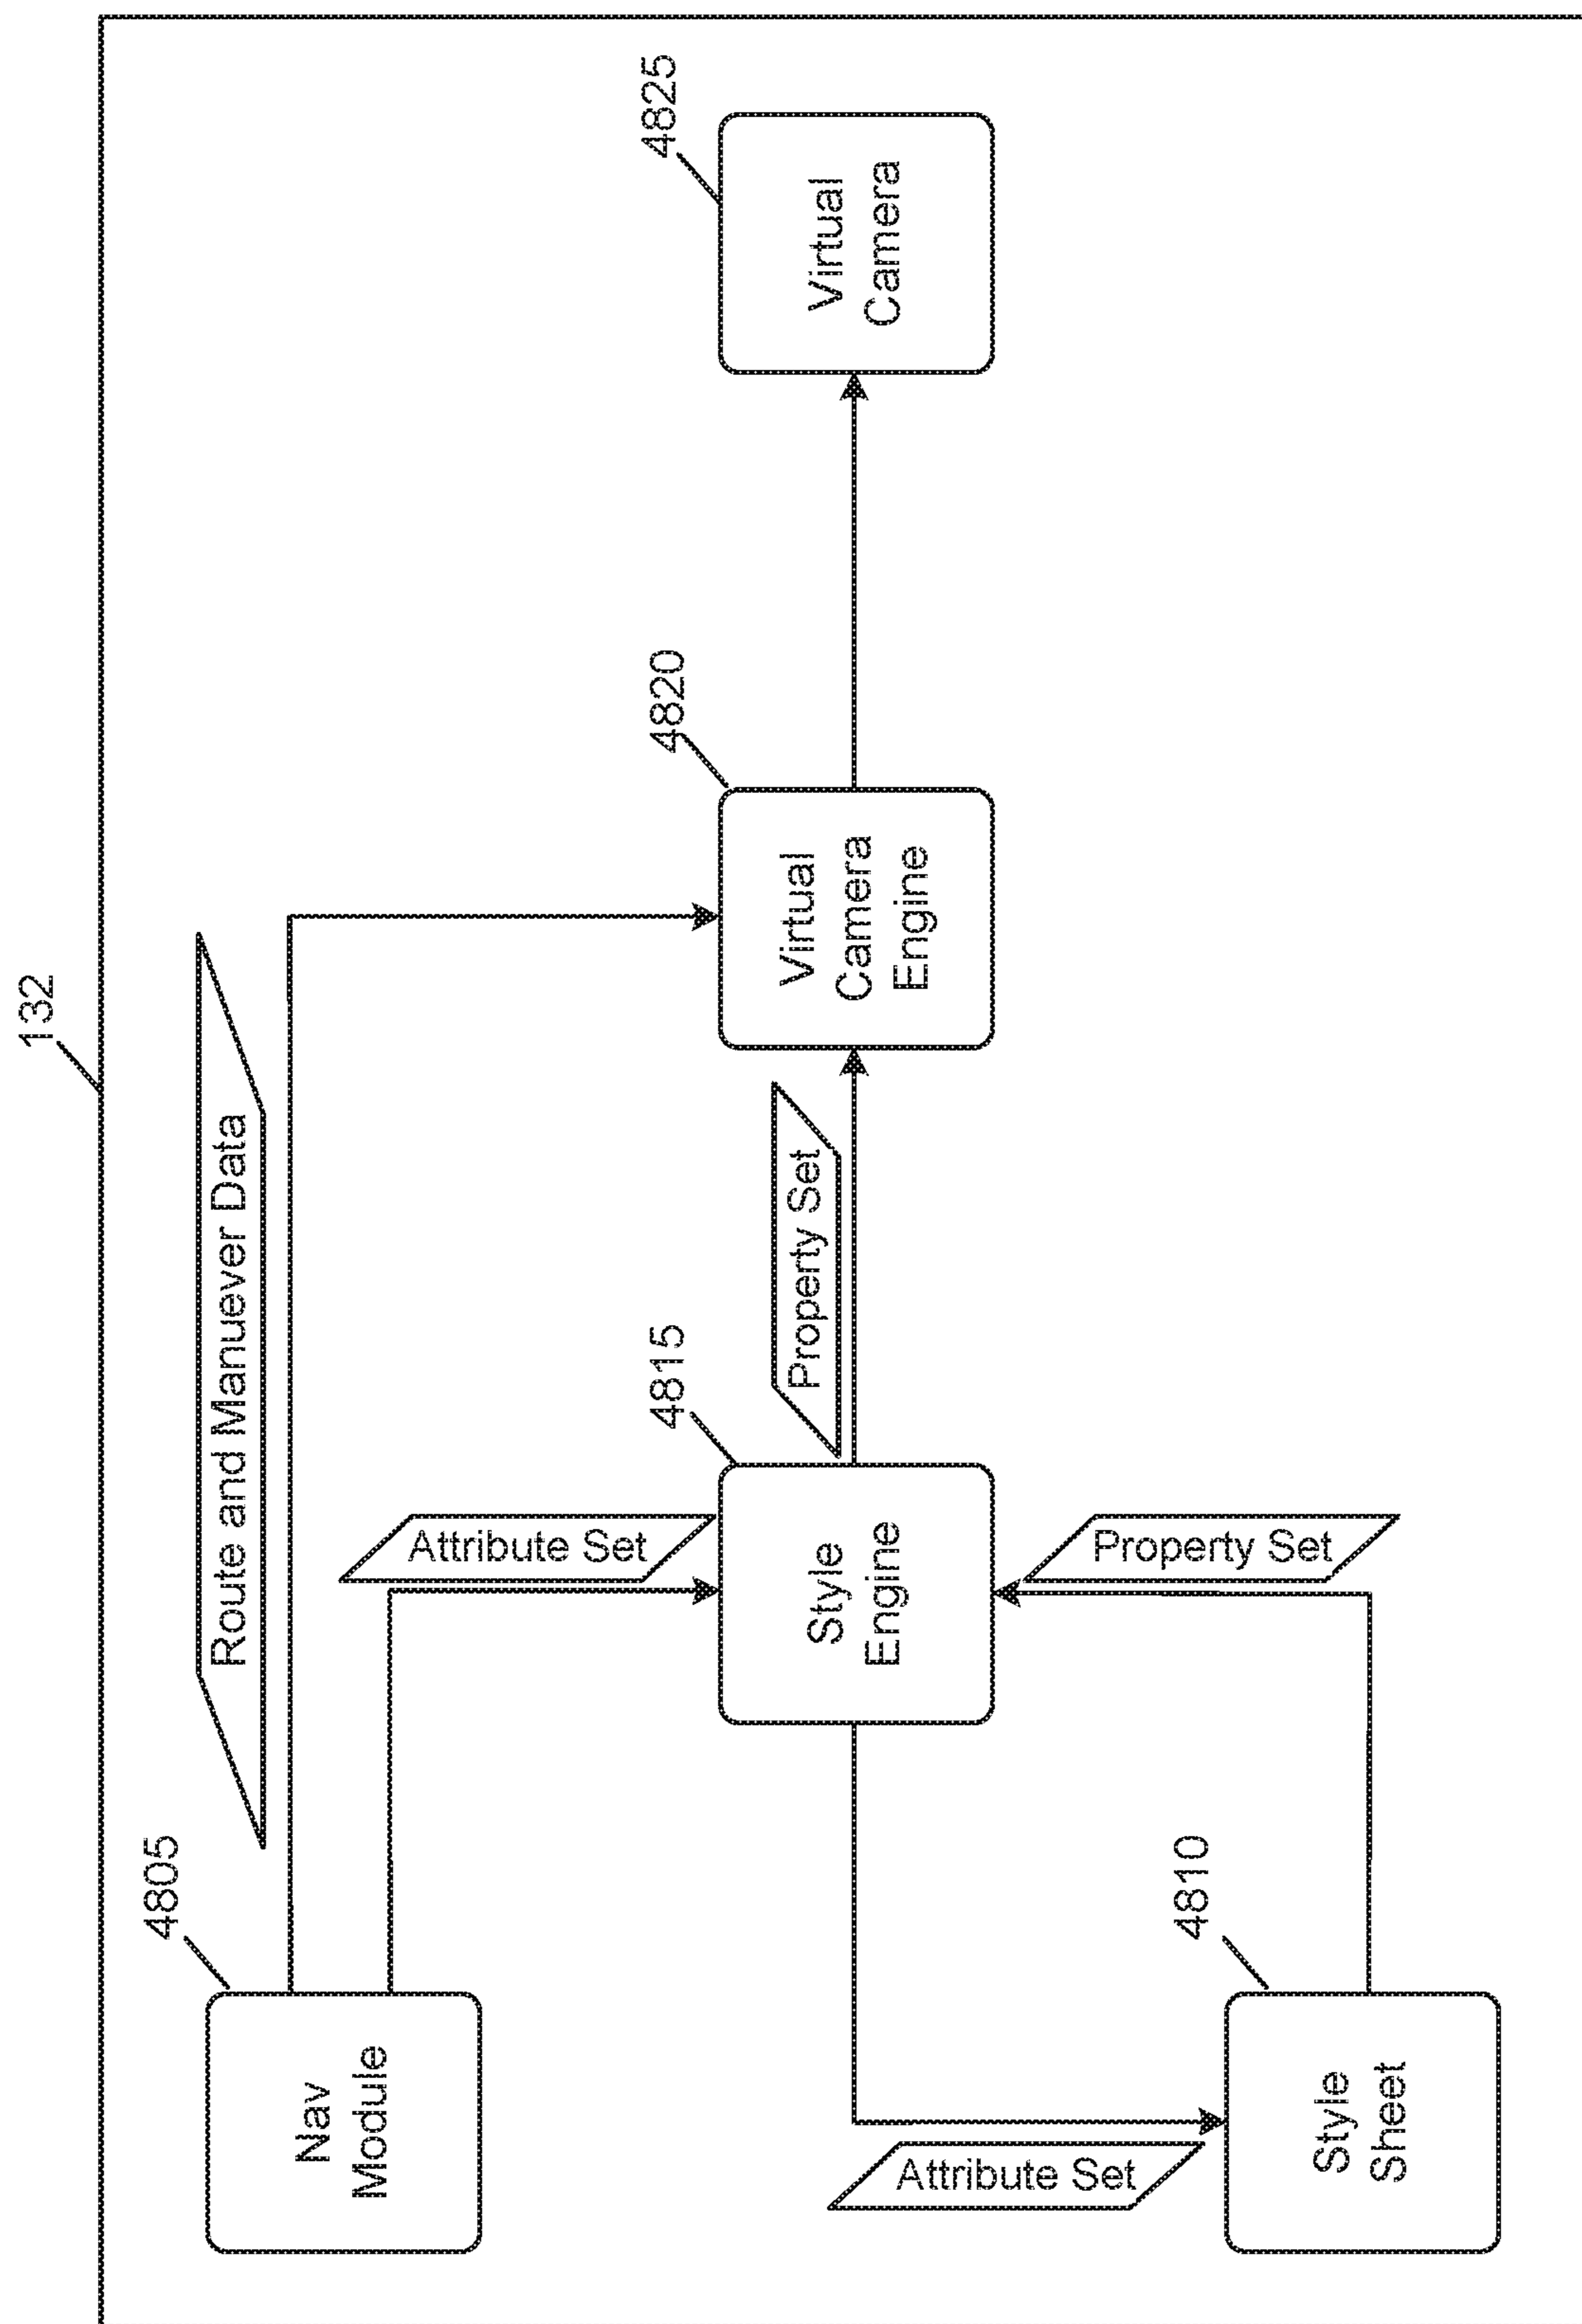 132
4805
Nav
Module
Route and Manuever Data
Attribute Set
4815
Style
Engine
Property Set
4820
Virtual
Camera
Engine
4825
Virtual
Camera
Attribute Set
Property Set
4810
Style
Sheet